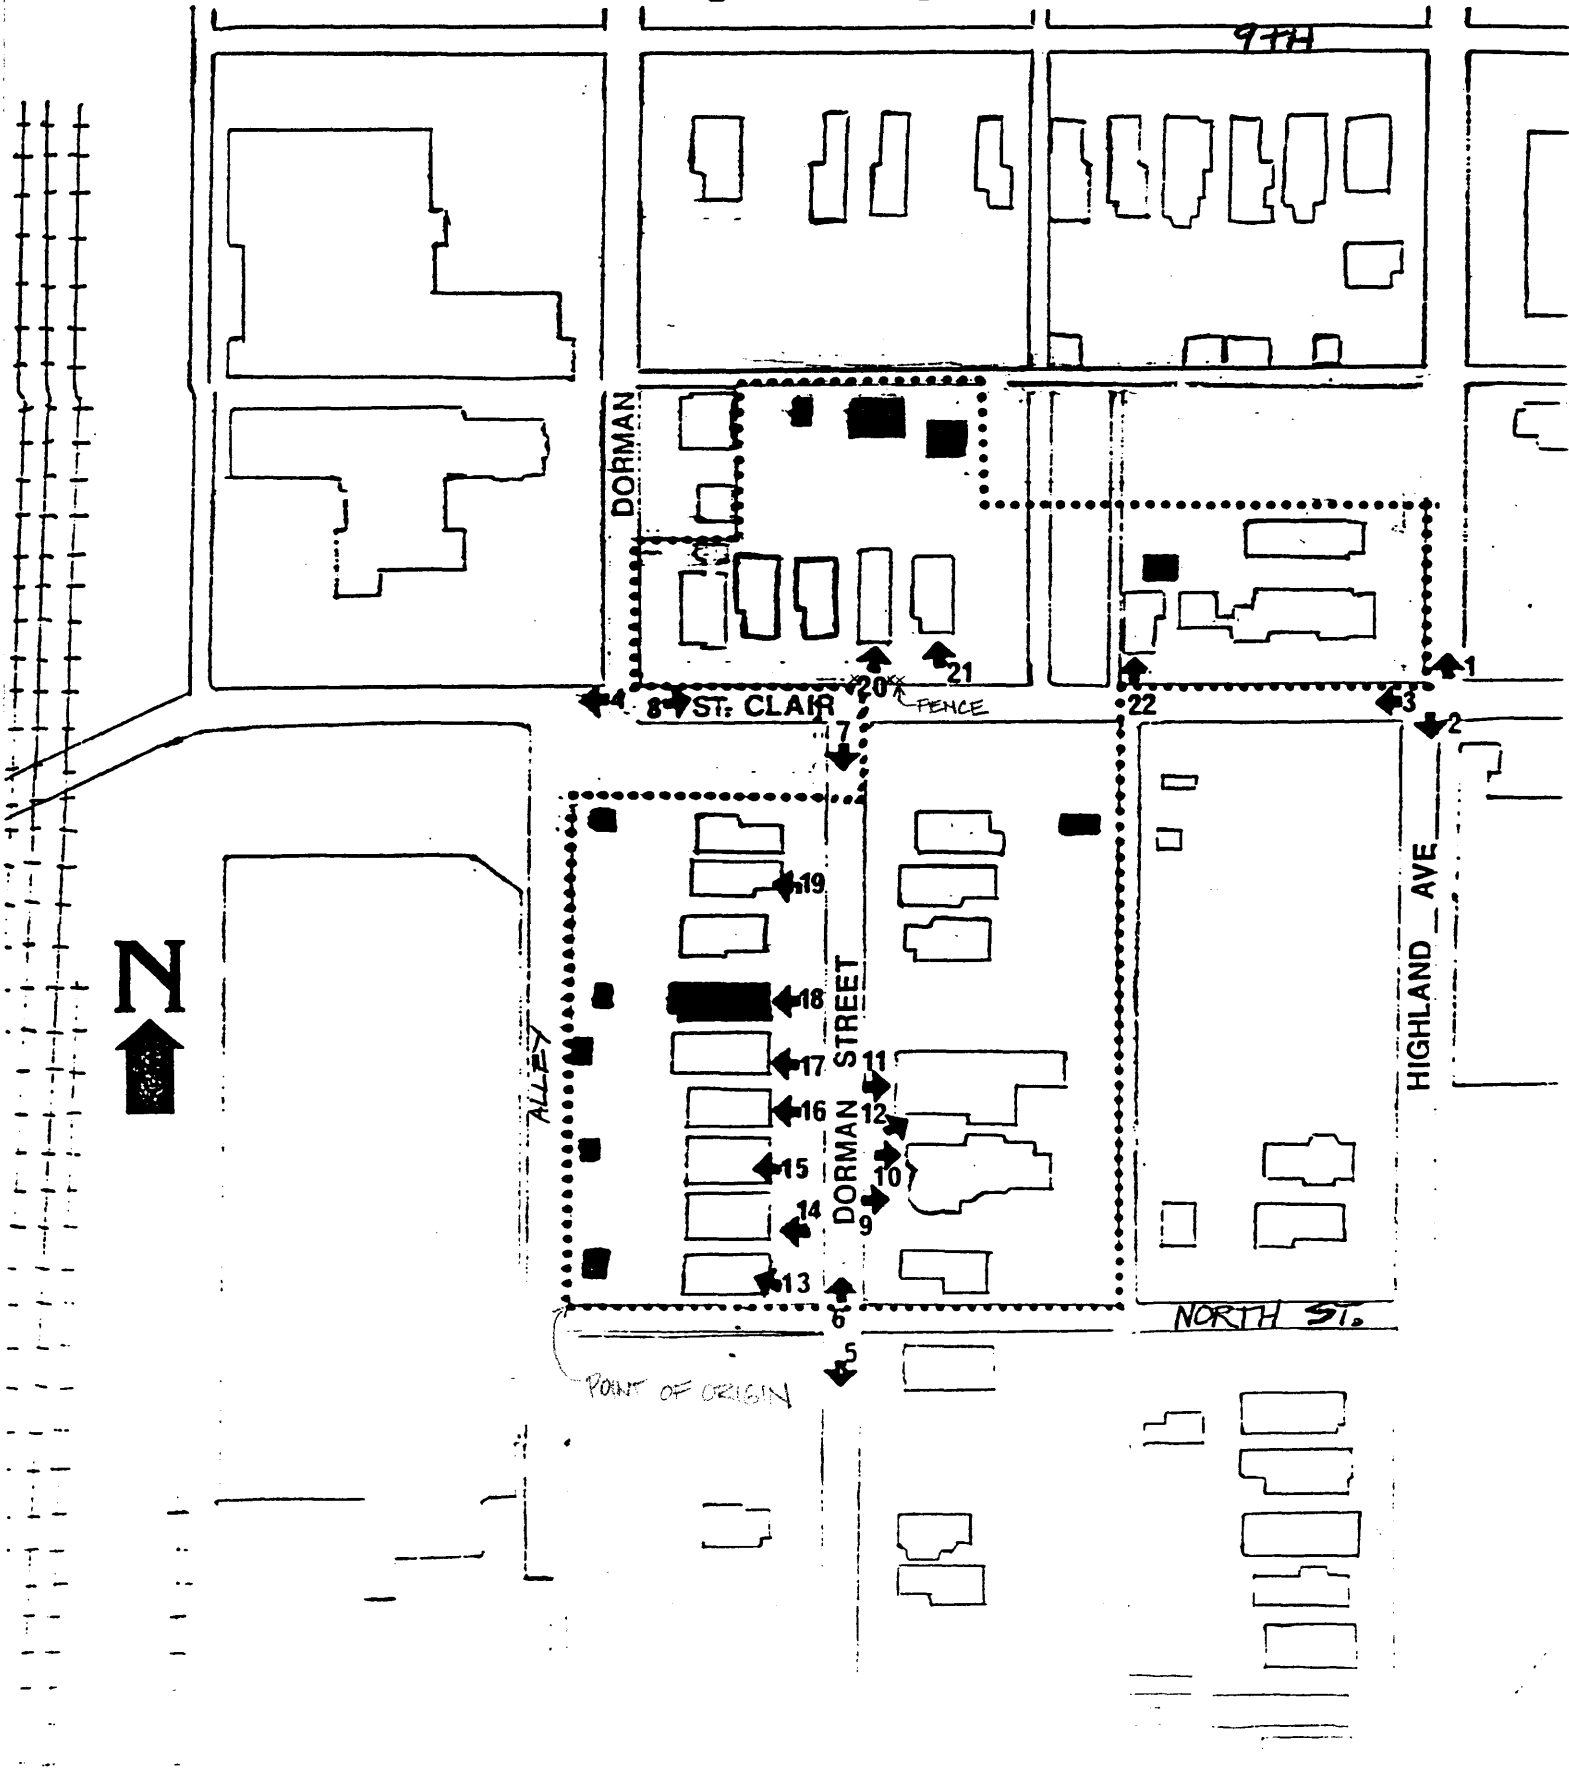 9TH
DORMAN
21
20
1
FENCE
4
8
ST. CLAIR
22
3
2
7
19
HIGHLAND AVE
N
STREET
18
ALLEY
17
11
16
12
DORMAN
15
10
14
9
13
6
NORTH ST.
5
POINT OF ORIGIN